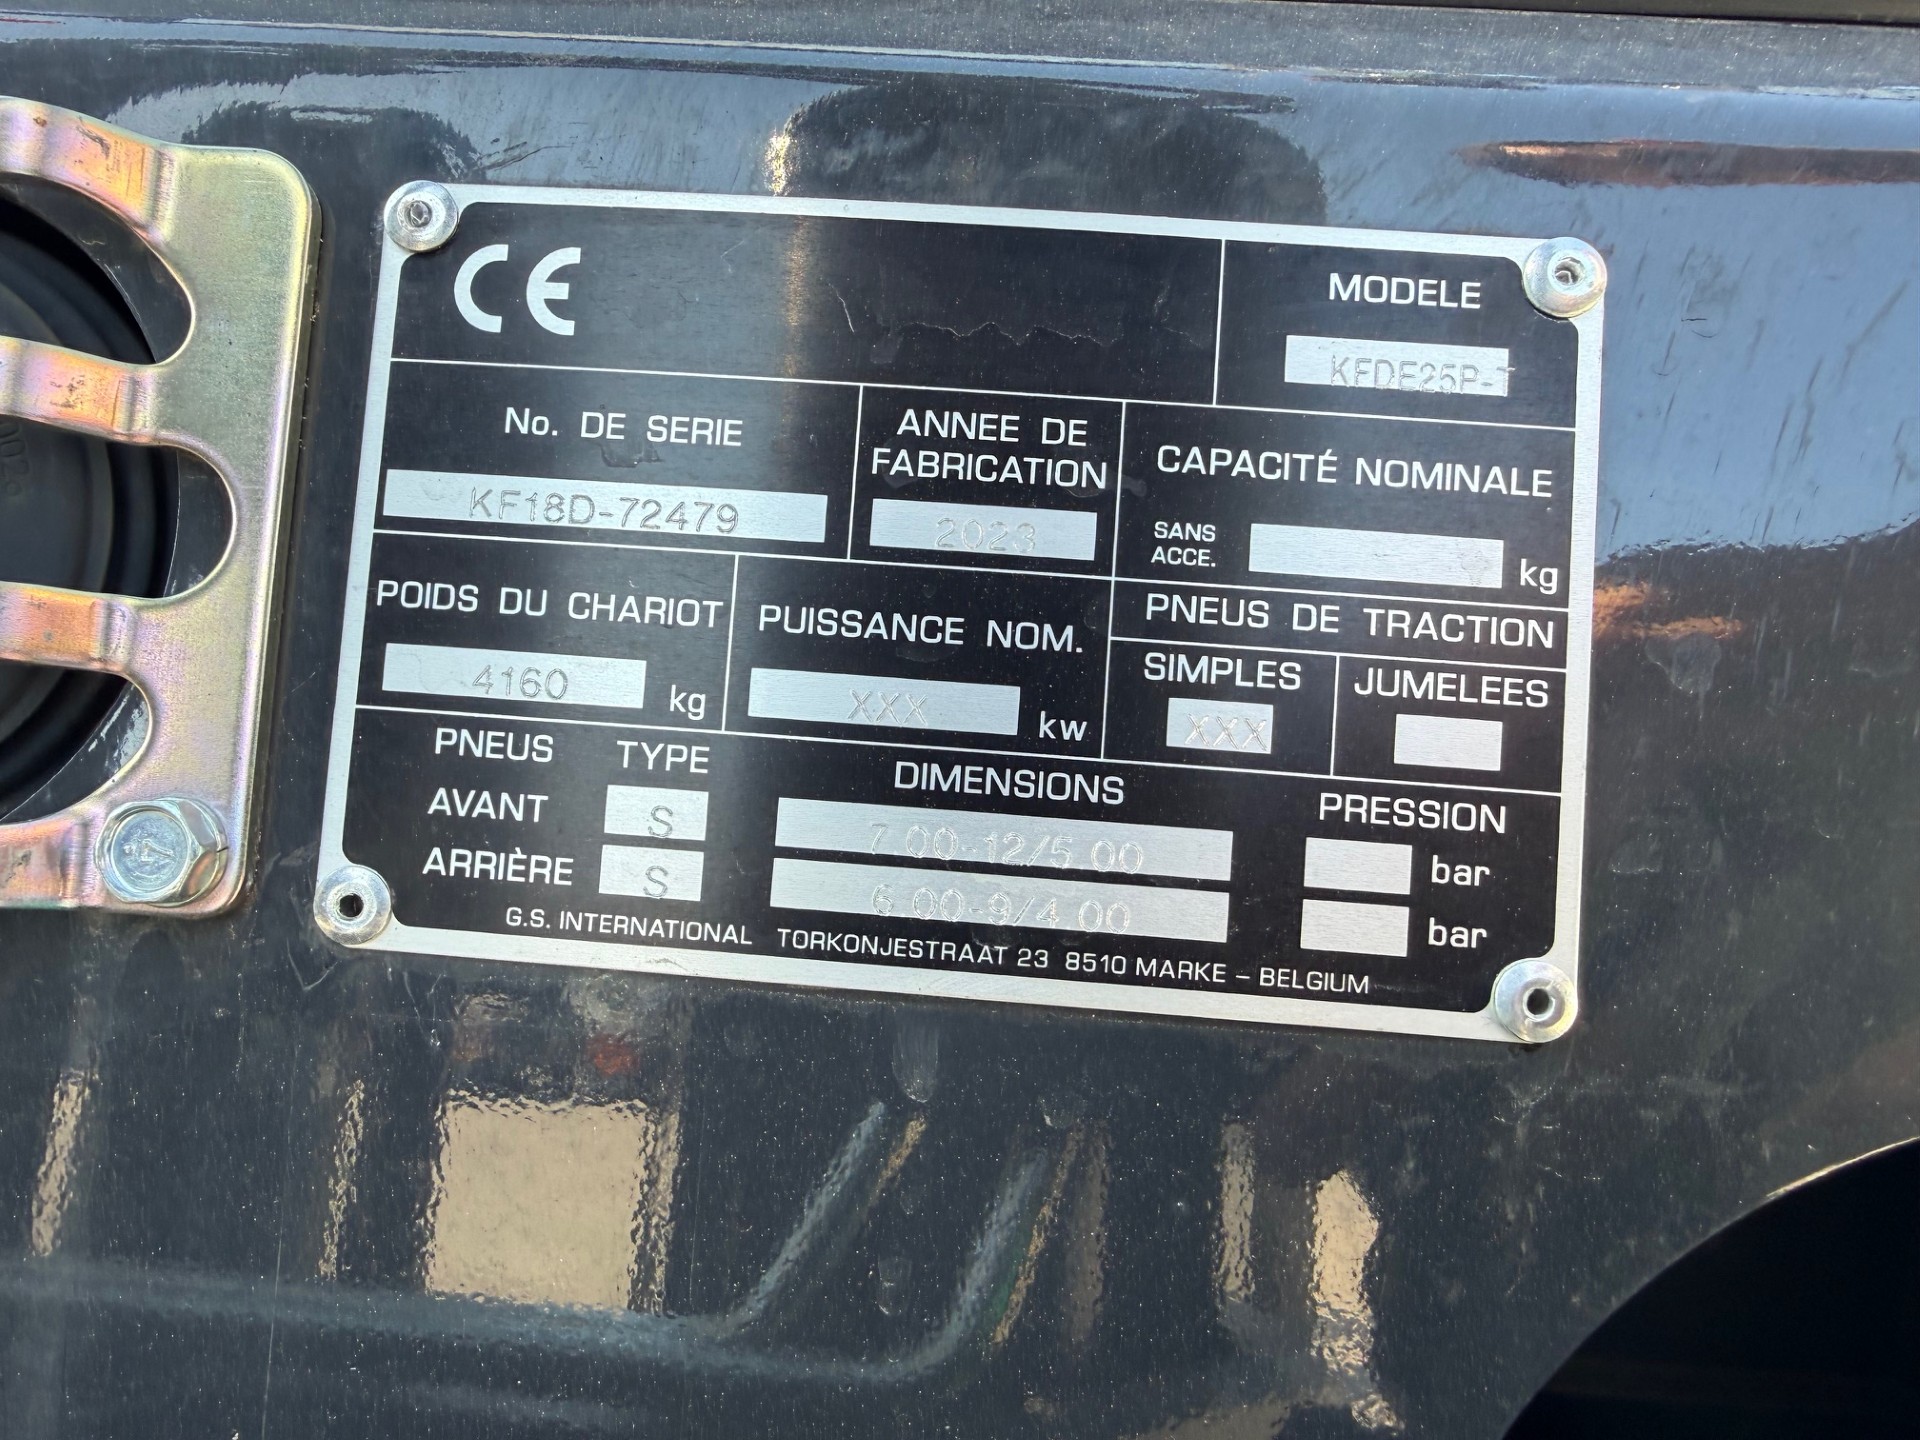 CE
MODELE
KFDE25P-T
No. DE SERIE
KF18D-72479
ANNEE DE
FABRICATION
2023
CAPACITÉ NOMINALE
SANS
ACCE.
kg
POIDS DU CHARIOT
4160 kg
PUISSANCE NOM.
XXX kw
PNEUS DE TRACTION
SIMPLES JUMELEES
XXX
PNEUS TYPE DIMENSIONS PRESSION
AVANT S 7.00-12/5.00 bar
ARRIÈRE S 6.00-9/4.00 bar
G.S. INTERNATIONAL TORKONJESTRAAT 23 8510 MARKE – BELGIUM